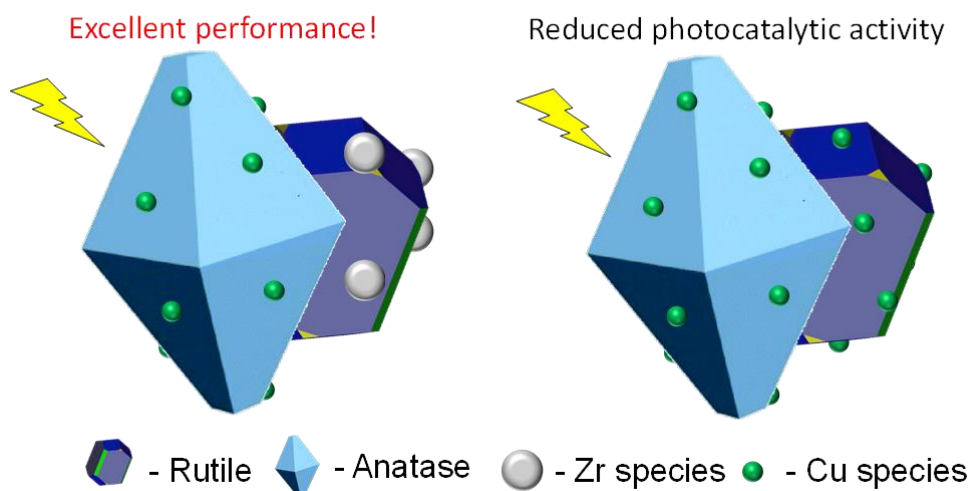 Excellent performance!
Reduced photocatalytic activity
- Rutile - Anatase - Zr species - Cu species